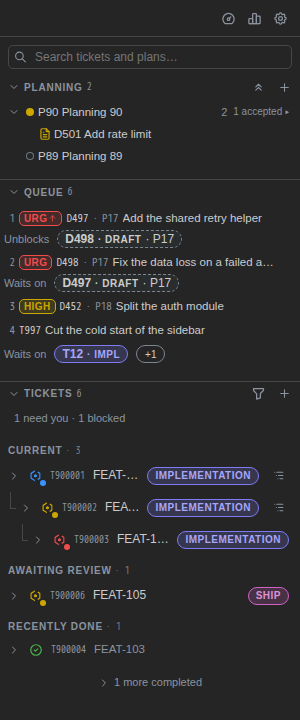 Search tickets and plans…
PLANNING 2
P90 Planning 90 2 1 accepted ▸
D501 Add rate limit
P89 Planning 89
QUEUE 6
1 URG ↑ D497 · P17 Add the shared retry helper
Unblocks D498 · DRAFT · P17
2 URG D498 · P17 Fix the data loss on a failed a…
Waits on D497 · DRAFT · P17
3 HIGH D452 · P18 Split the auth module
4 T997 Cut the cold start of the sidebar
Waits on T12 · IMPL +1
TICKETS 6
1 need you · 1 blocked
CURRENT · 3
T900001 FEAT-… IMPLEMENTATION
T900002 FEA… IMPLEMENTATION
T900003 FEAT-1… IMPLEMENTATION
AWAITING REVIEW · 1
T900006 FEAT-105 SHIP
RECENTLY DONE · 1
T900004 FEAT-103
1 more completed